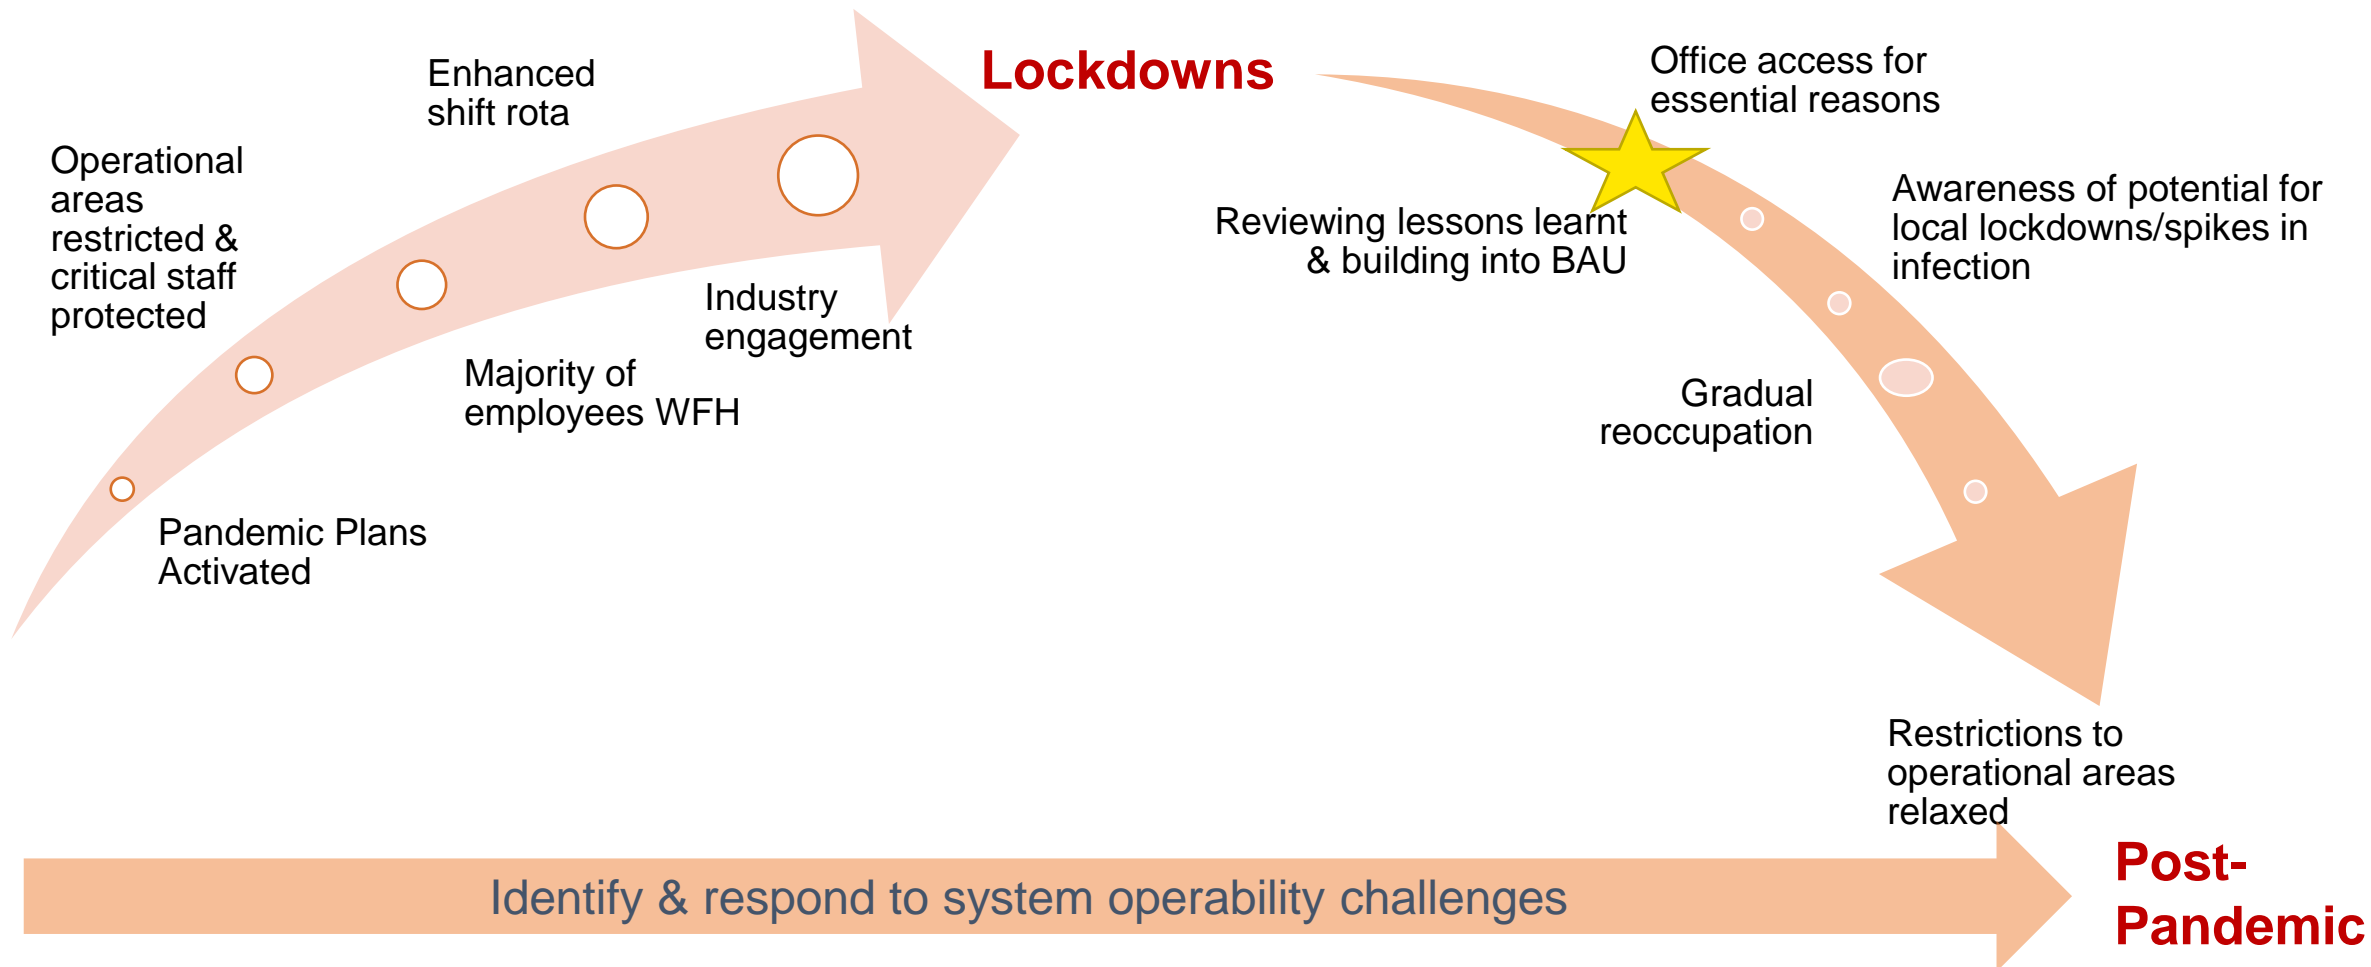 Enhanced
shift rota
Operational
areas
restricted &
critical staff
protected
Pandemic Plans
Activated
Majority of
employees WFH
Industry
engagement
Lockdowns
Office access for
essential reasons
Reviewing lessons learnt
& building into BAU
Awareness of potential for
local lockdowns/spikes in
infection
Gradual
reoccupation
Restrictions to
operational areas
relaxed
Identify & respond to system operability challenges
Post-
Pandemic